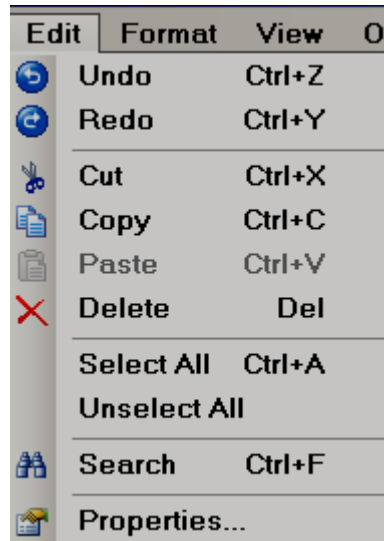 Edit Format View O
Undo Ctrl+Z
Redo Ctrl+Y
Cut Ctrl+X
Copy Ctrl+C
Paste Ctrl+V
Delete Del
Select All Ctrl+A
Unselect All
Search Ctrl+F
Properties...